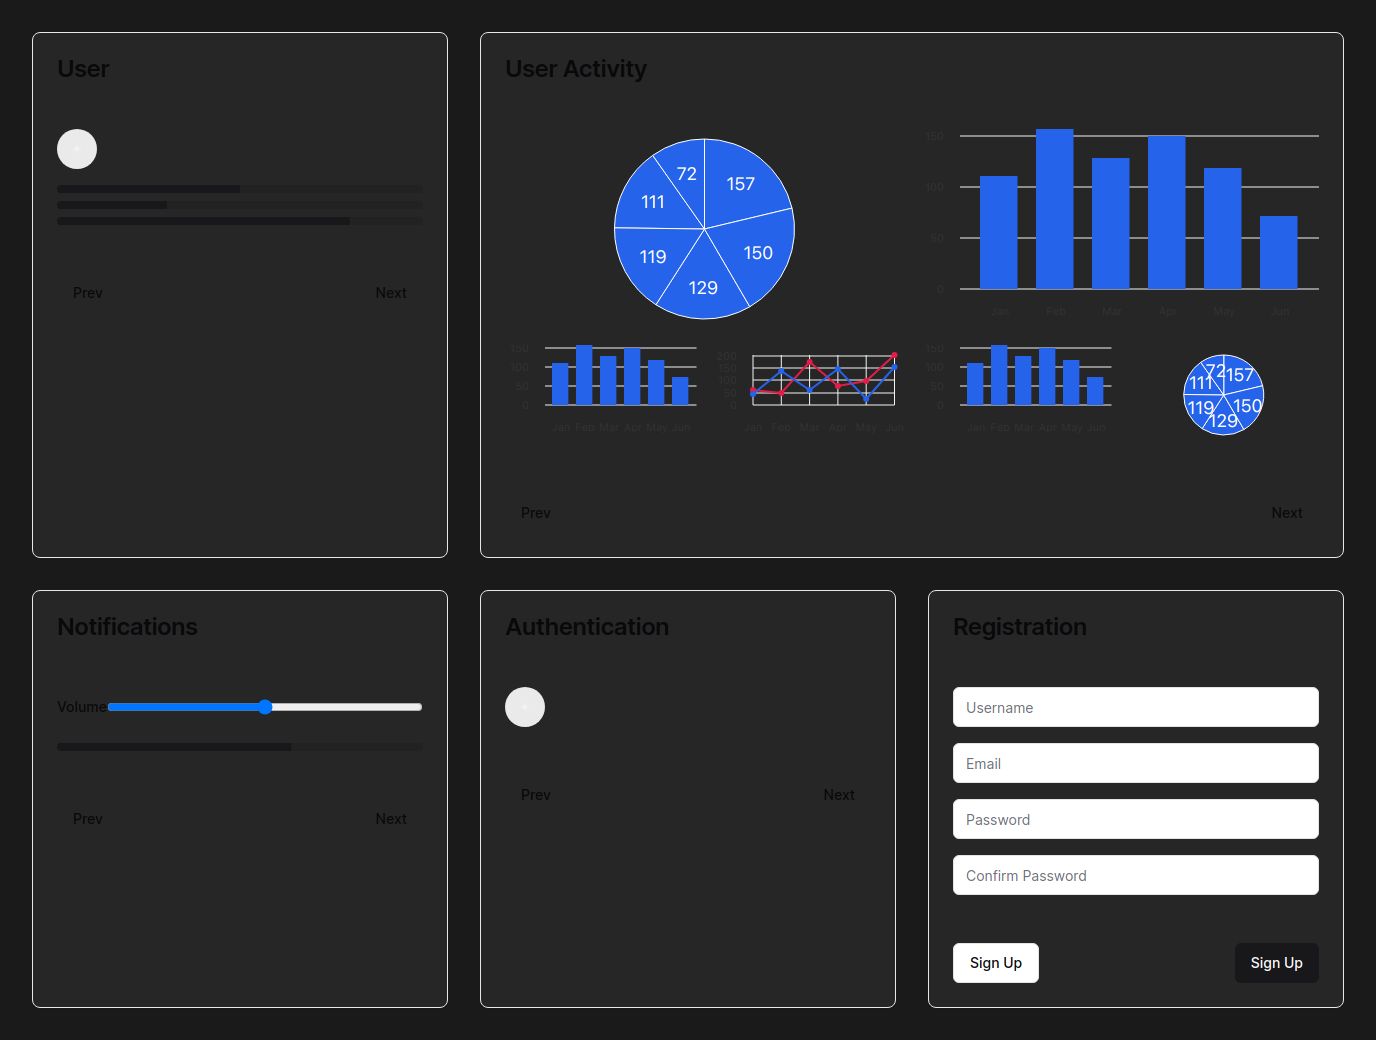 User
Prev
Next
User Activity
72
157
111
150
119
129
150
100
50
0
Jan Feb Mar Apr May Jun
150
100
50
0
Jan Feb Mar Apr May Jun
200
150
100
50
0
Jan Feb Mar Apr May Jun
150
100
50
0
Jan Feb Mar Apr May Jun
72
157
111
119
150
129
Prev
Next
Notifications
Volume
Prev
Next
Authentication
Prev
Next
Registration
Username
Email
Password
Confirm Password
Sign Up
Sign Up